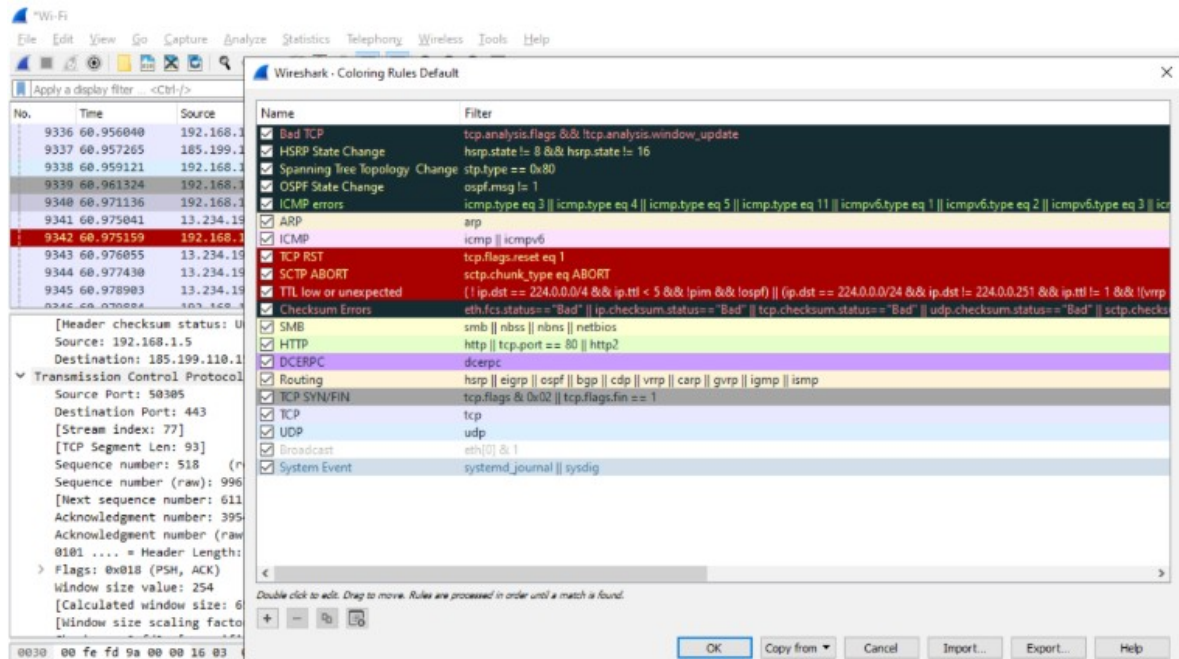 *Wi-Fi
File Edit View Go Capture Analyze Statistics Telephony Wireless Tools Help
Apply a display filter ... <Ctrl-/>
No. Time Source
9336 60.956040 192.168.1
9337 60.957265 185.199.1
9338 60.959121 192.168.1
9339 60.961324 192.168.1
9340 60.971136 192.168.1
9341 60.975041 13.234.19
9342 60.975159 192.168.1
9343 60.976055 13.234.19
9344 60.977430 13.234.19
9345 60.978903 13.234.19
[Header checksum status: U
Source: 192.168.1.5
Destination: 185.199.110.1
Transmission Control Protocol
Source Port: 50305
Destination Port: 443
[Stream index: 77]
[TCP Segment Len: 93]
Sequence number: 518 (r
Sequence number (raw): 996
[Next sequence number: 611
Acknowledgment number: 395
Acknowledgment number (raw
0101 .... = Header Length:
Flags: 0x018 (PSH, ACK)
Window size value: 254
[Calculated window size: 6
[Window size scaling facto
0030 00 fe fd 9a 00 00 16 03
Wireshark · Coloring Rules Default
Name Filter
Bad TCP tcp.analysis.flags && !tcp.analysis.window_update
HSRP State Change hsrp.state != 8 && hsrp.state != 16
Spanning Tree Topology Change stp.type == 0x80
OSPF State Change ospf.msg != 1
ICMP errors icmp.type eq 3 || icmp.type eq 4 || icmp.type eq 5 || icmp.type eq 11 || icmpv6.type eq 1 || icmpv6.type eq 2 || icmpv6.type eq 3 || icr
ARP arp
ICMP icmp || icmpv6
TCP RST tcp.flags.reset eq 1
SCTP ABORT sctp.chunk_type eq ABORT
TTL low or unexpected ( ! ip.dst == 224.0.0.0/4 && ip.ttl < 5 && !pim && !ospf) || (ip.dst == 224.0.0.0/24 && ip.dst != 224.0.0.251 && ip.ttl != 1 && !(vrrp
Checksum Errors eth.fcs.status=="Bad" || ip.checksum.status=="Bad" || tcp.checksum.status=="Bad" || udp.checksum.status=="Bad" || sctp.checks
SMB smb || nbss || nbns || netbios
HTTP http || tcp.port == 80 || http2
DCERPC dcerpc
Routing hsrp || eigrp || ospf || bgp || cdp || vrrp || carp || gvrp || igmp || ismp
TCP SYN/FIN tcp.flags & 0x02 || tcp.flags.fin == 1
TCP tcp
UDP udp
Broadcast eth[0] & 1
System Event systemd_journal || sysdig
Double click to edit. Drag to move. Rules are processed in order until a match is found.
OK Copy from Cancel Import... Export... Help